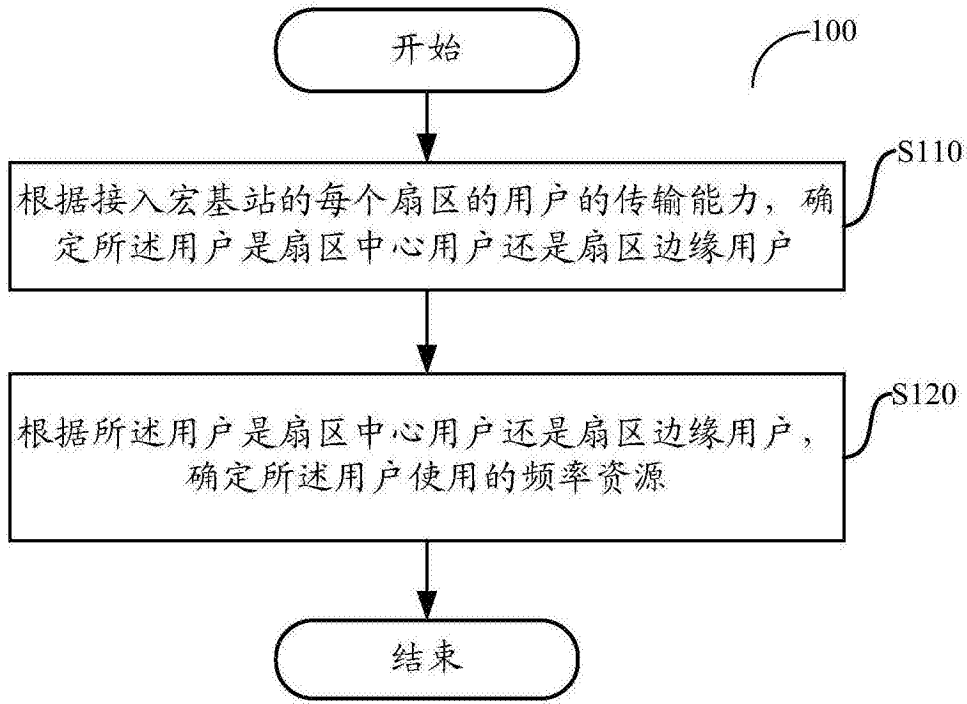 开始
100
S110
根据接入宏基站的每个扇区的用户的传输能力，确
定所述用户是扇区中心用户还是扇区边缘用户
S120
根据所述用户是扇区中心用户还是扇区边缘用户，
确定所述用户使用的频率资源
结束